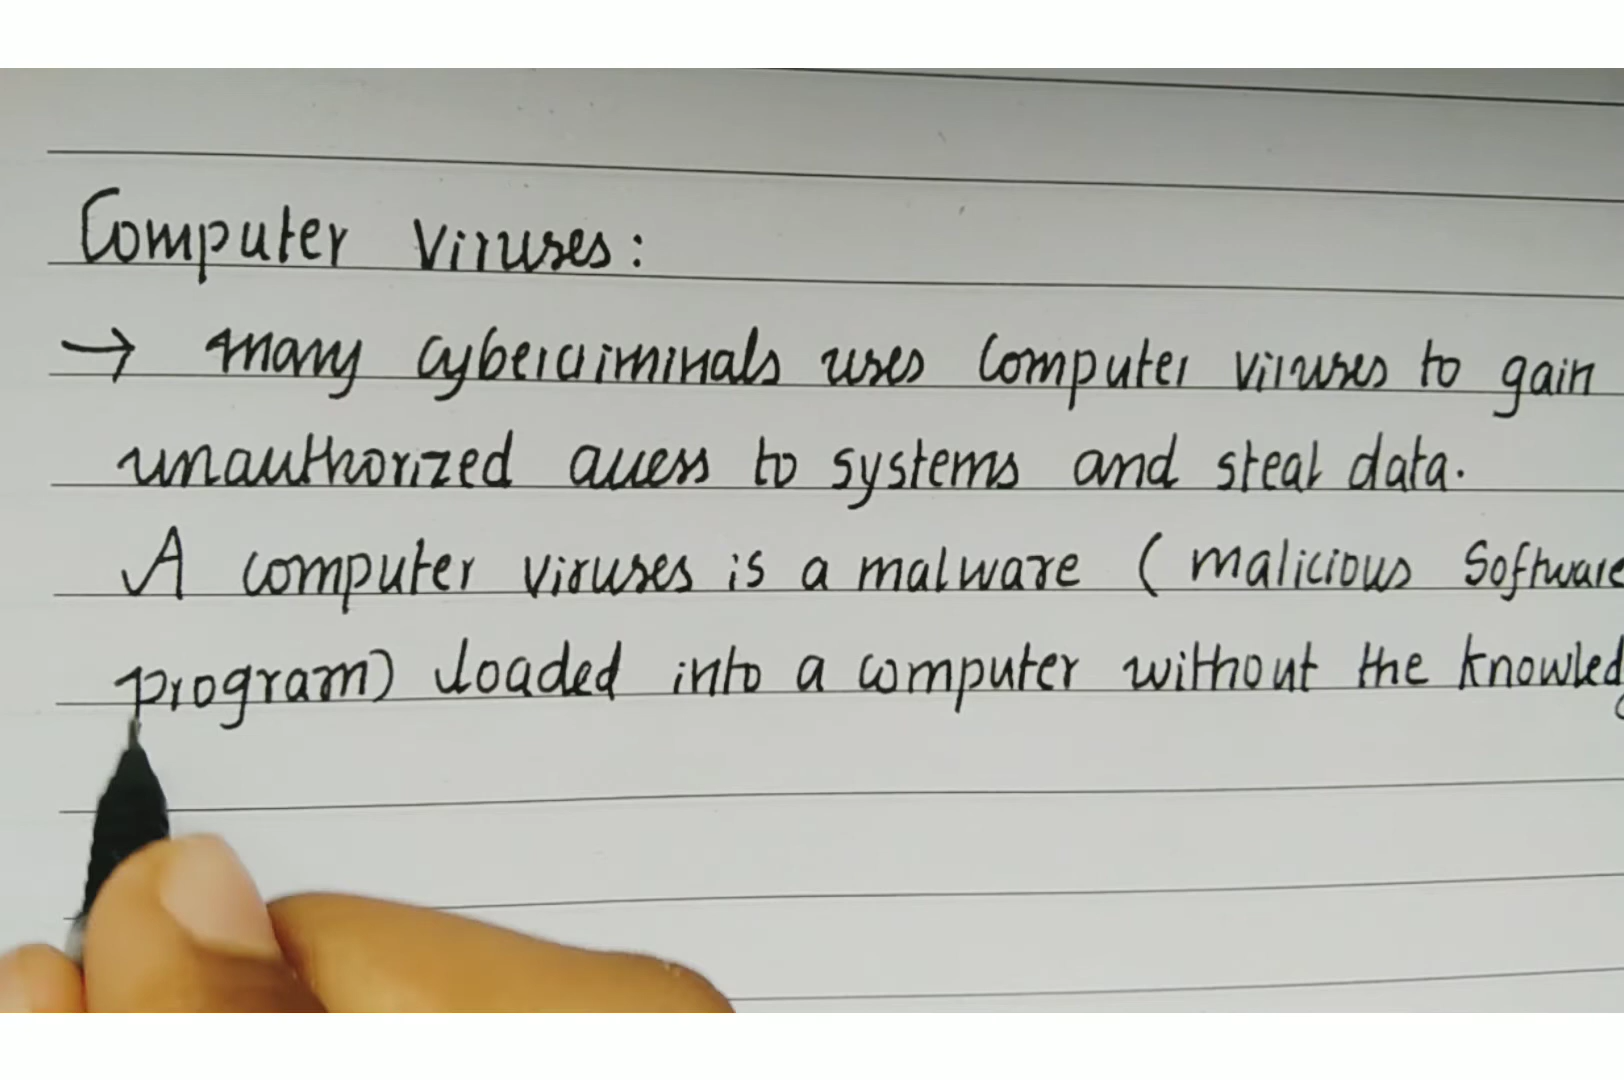 Computer Viruses:
→ many cybercriminals uses computer viruses to gain
unauthorized access to systems and steal data.
A computer viruses is a malware (malicious Software
program) loaded into a computer without the knowledg